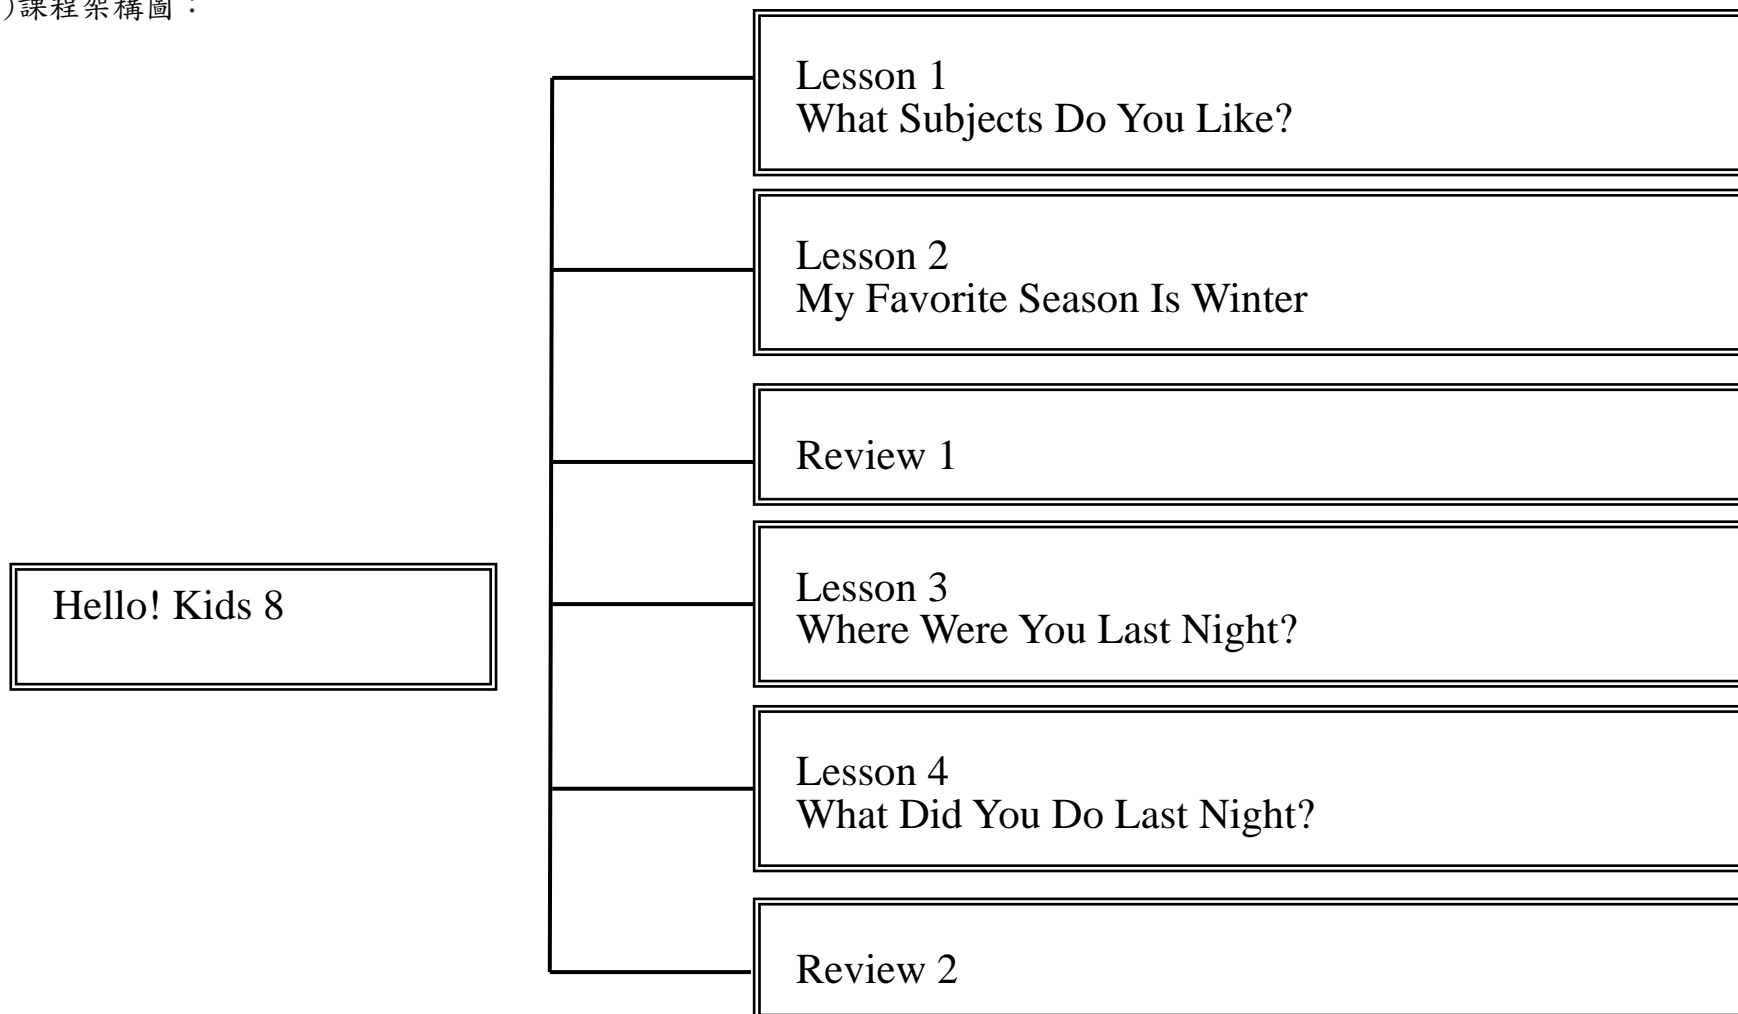 )課程架構圖：
Lesson 1
What Subjects Do You Like?
Lesson 2
My Favorite Season Is Winter
Review 1
Hello! Kids 8
Lesson 3
Where Were You Last Night?
Lesson 4
What Did You Do Last Night?
Review 2